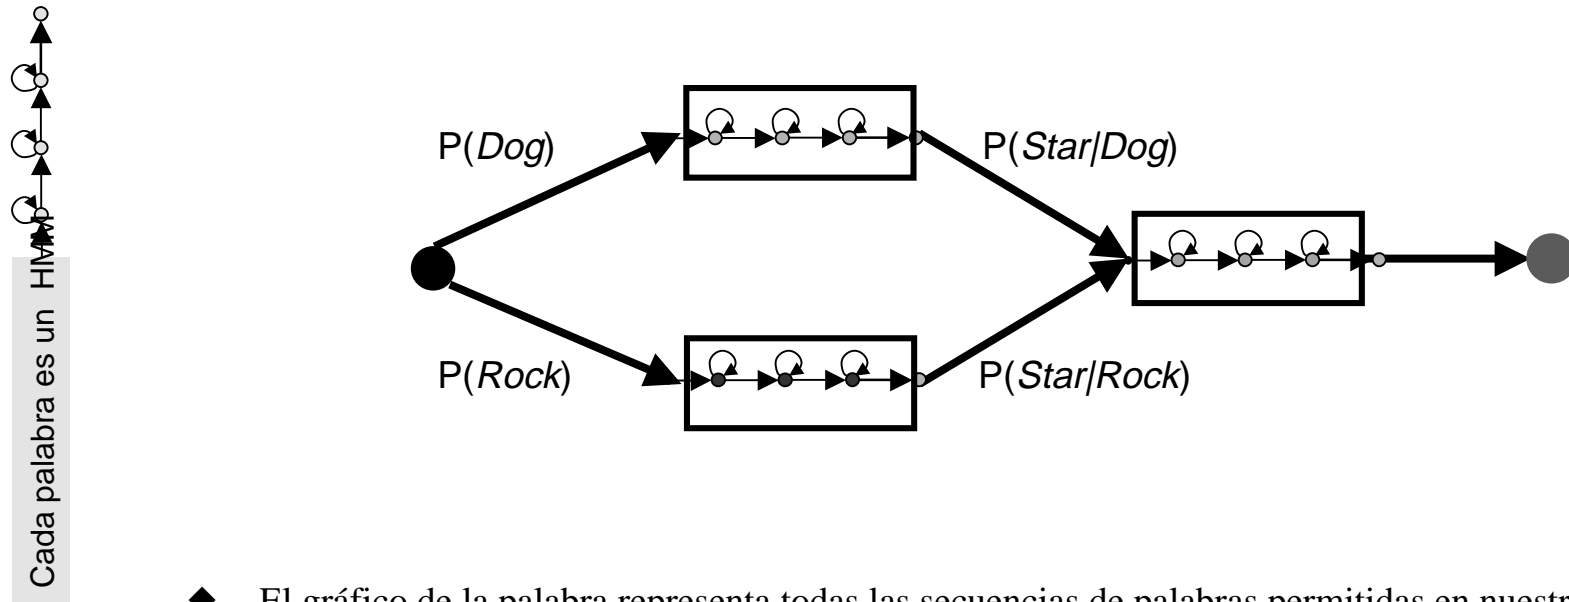 P(Dog)
P(Star|Dog)
P(Rock)
P(Star|Rock)
Cada palabra es un HMM
El gráfico de la palabra representa todas las secuencias de palabras permitidas en nuestr